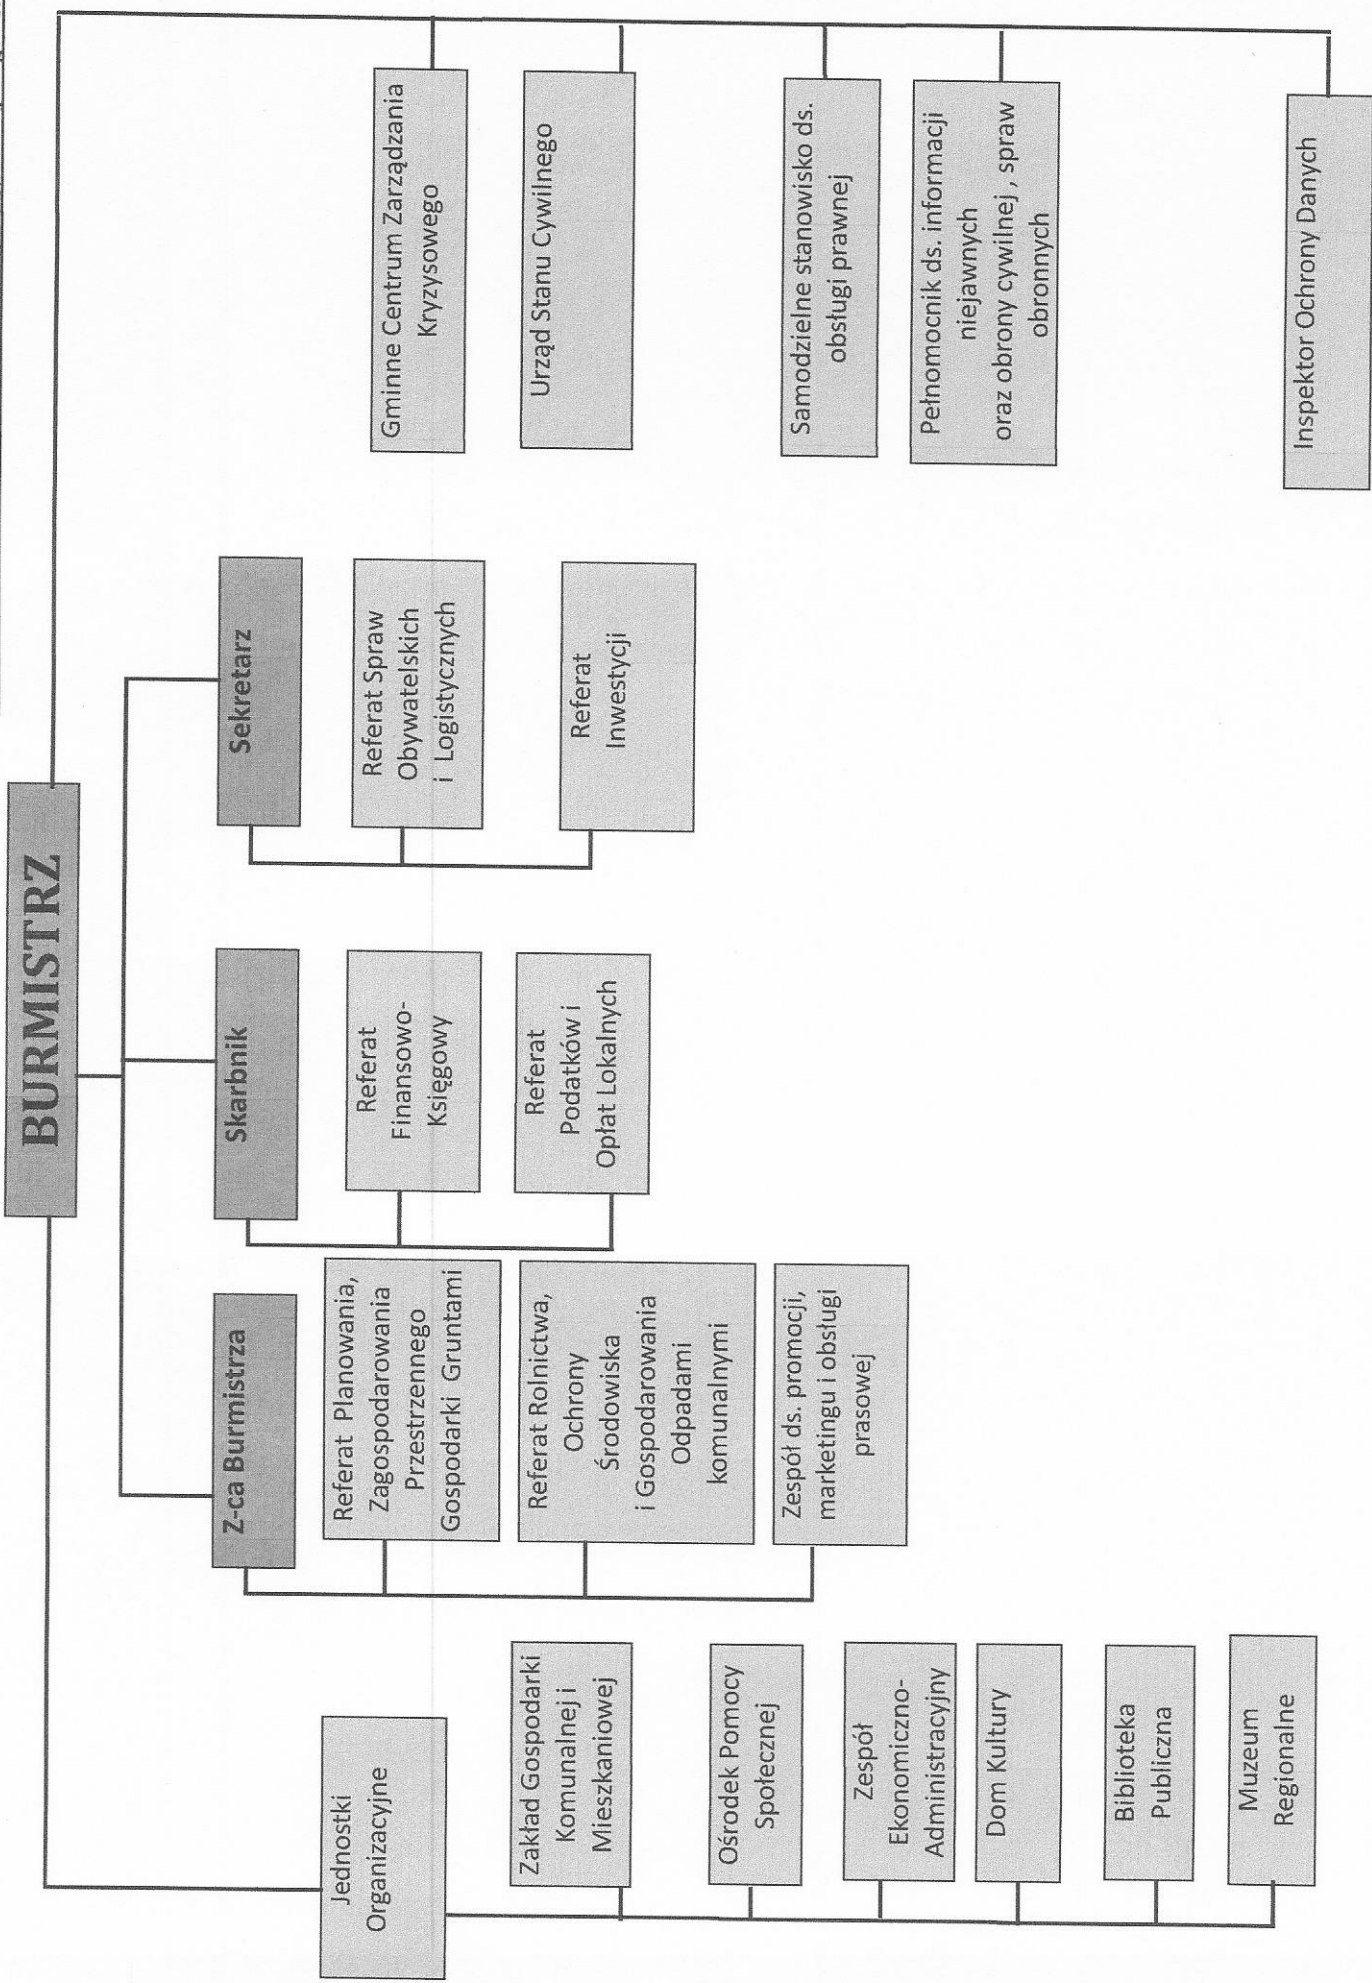 BURMISTRZ
Z-ca Burmistrza
Skarbnik
Sekretarz
Jednostki
Organizacyjne
Zakład Gospodarki
Komunalnej i
Mieszkaniowej
Ośrodek Pomocy
Społecznej
Zespół
Ekonomiczno-
Administracyjny
Dom Kultury
Biblioteka
Publiczna
Muzeum
Regionalne
Referat Planowania,
Zagospodarowania
Przestrzennego
Gospodarki Gruntami
Referat Rolnictwa,
Ochrony
Środowiska
i Gospodarowania
Odpadami
komunalnymi
Zespół ds. promocji,
marketingu i obsługi
prasowej
Referat
Finansowo-
Księgowy
Referat
Podatków i
Opłat Lokalnych
Referat Spraw
Obywatelskich
i Logistycznych
Referat
Inwestycji
Gminne Centrum Zarządzania
Kryzysowego
Urząd Stanu Cywilnego
Samodzielne stanowisko ds.
obsługi prawnej
Pełnomocnik ds. informacji
niejawnych
oraz obrony cywilnej , spraw
obronnych
Inspektor Ochrony Danych